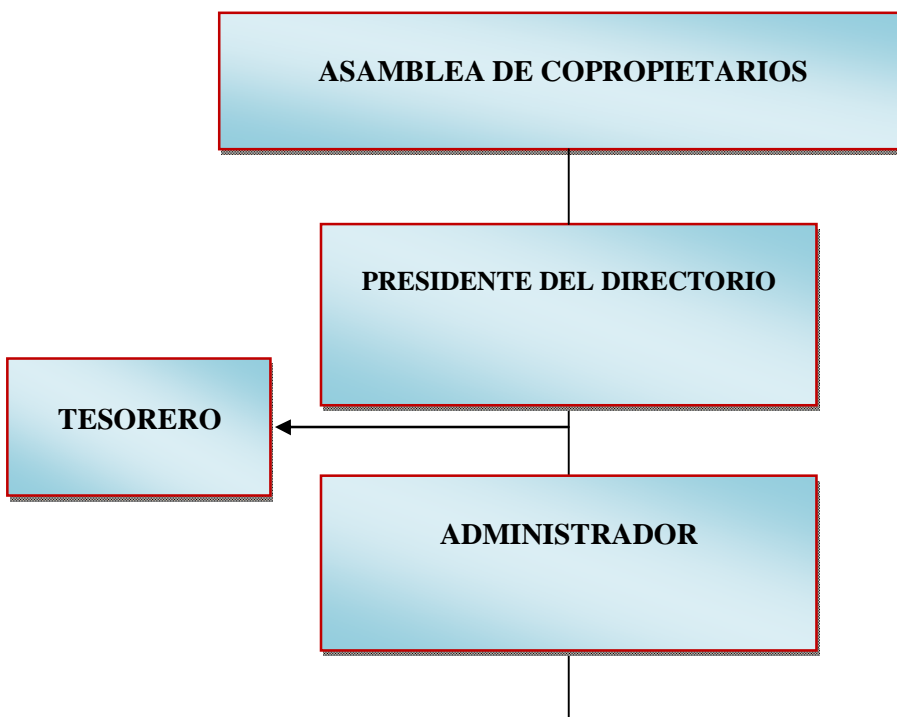 ASAMBLEA DE COPROPIETARIOS
PRESIDENTE DEL DIRECTORIO
TESORERO
ADMINISTRADOR